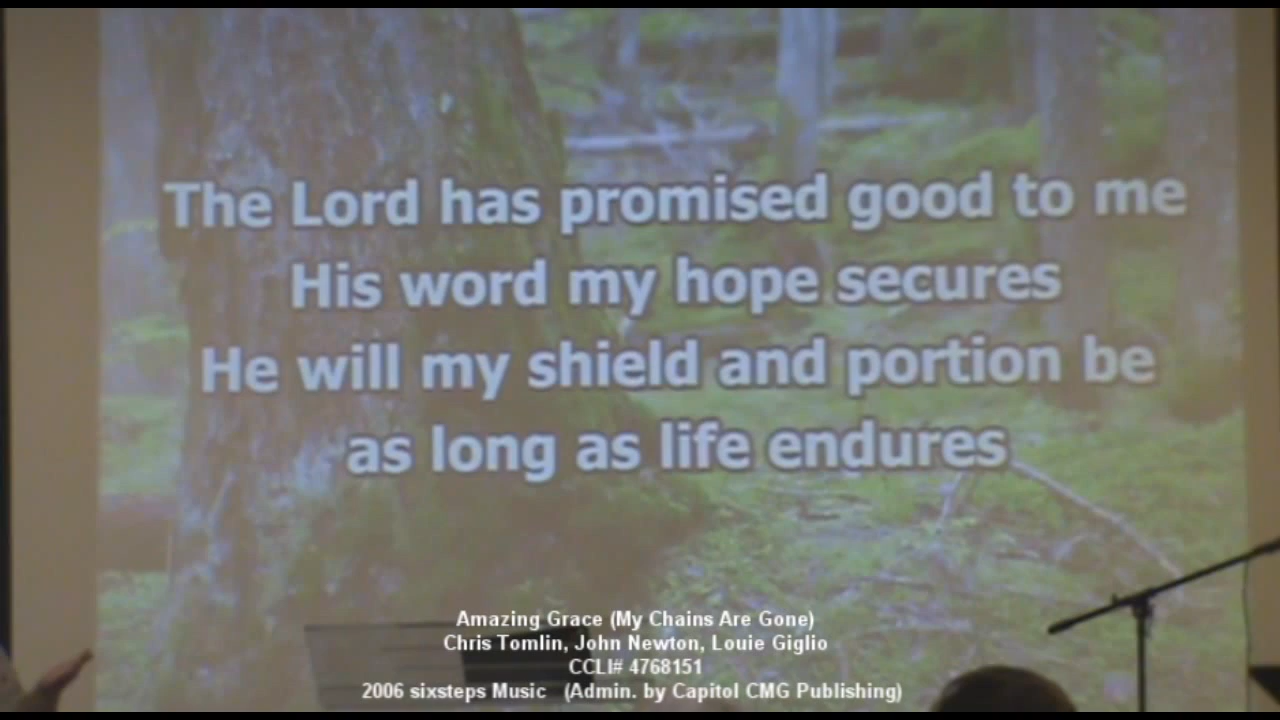 The Lord has promised good to me
His word my hope secures
He will my shield and portion be
as long as life endures
Amazing Grace (My Chains Are Gone)
Chris Tomlin, John Newton, Louie Giglio
CCLI# 4768151
2006 sixsteps Music (Admin. by Capitol CMG Publishing)